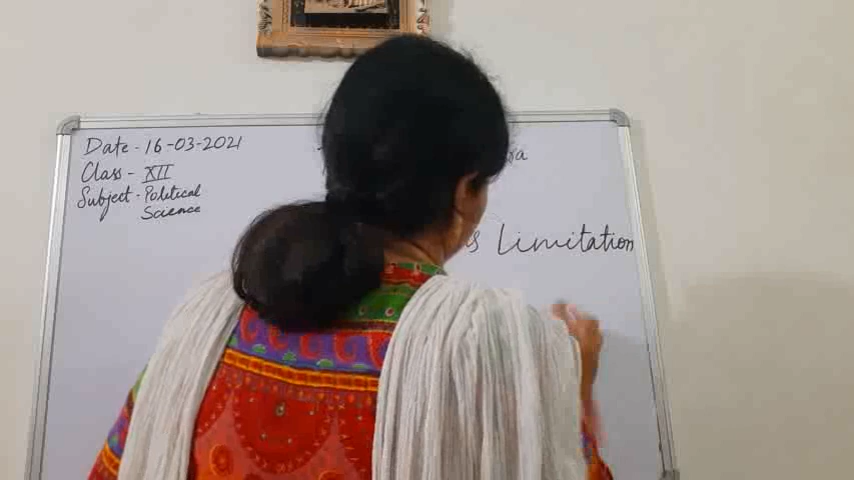 Date - 16-03-2021
Class - XII
Subject - Political
Science
Limitation